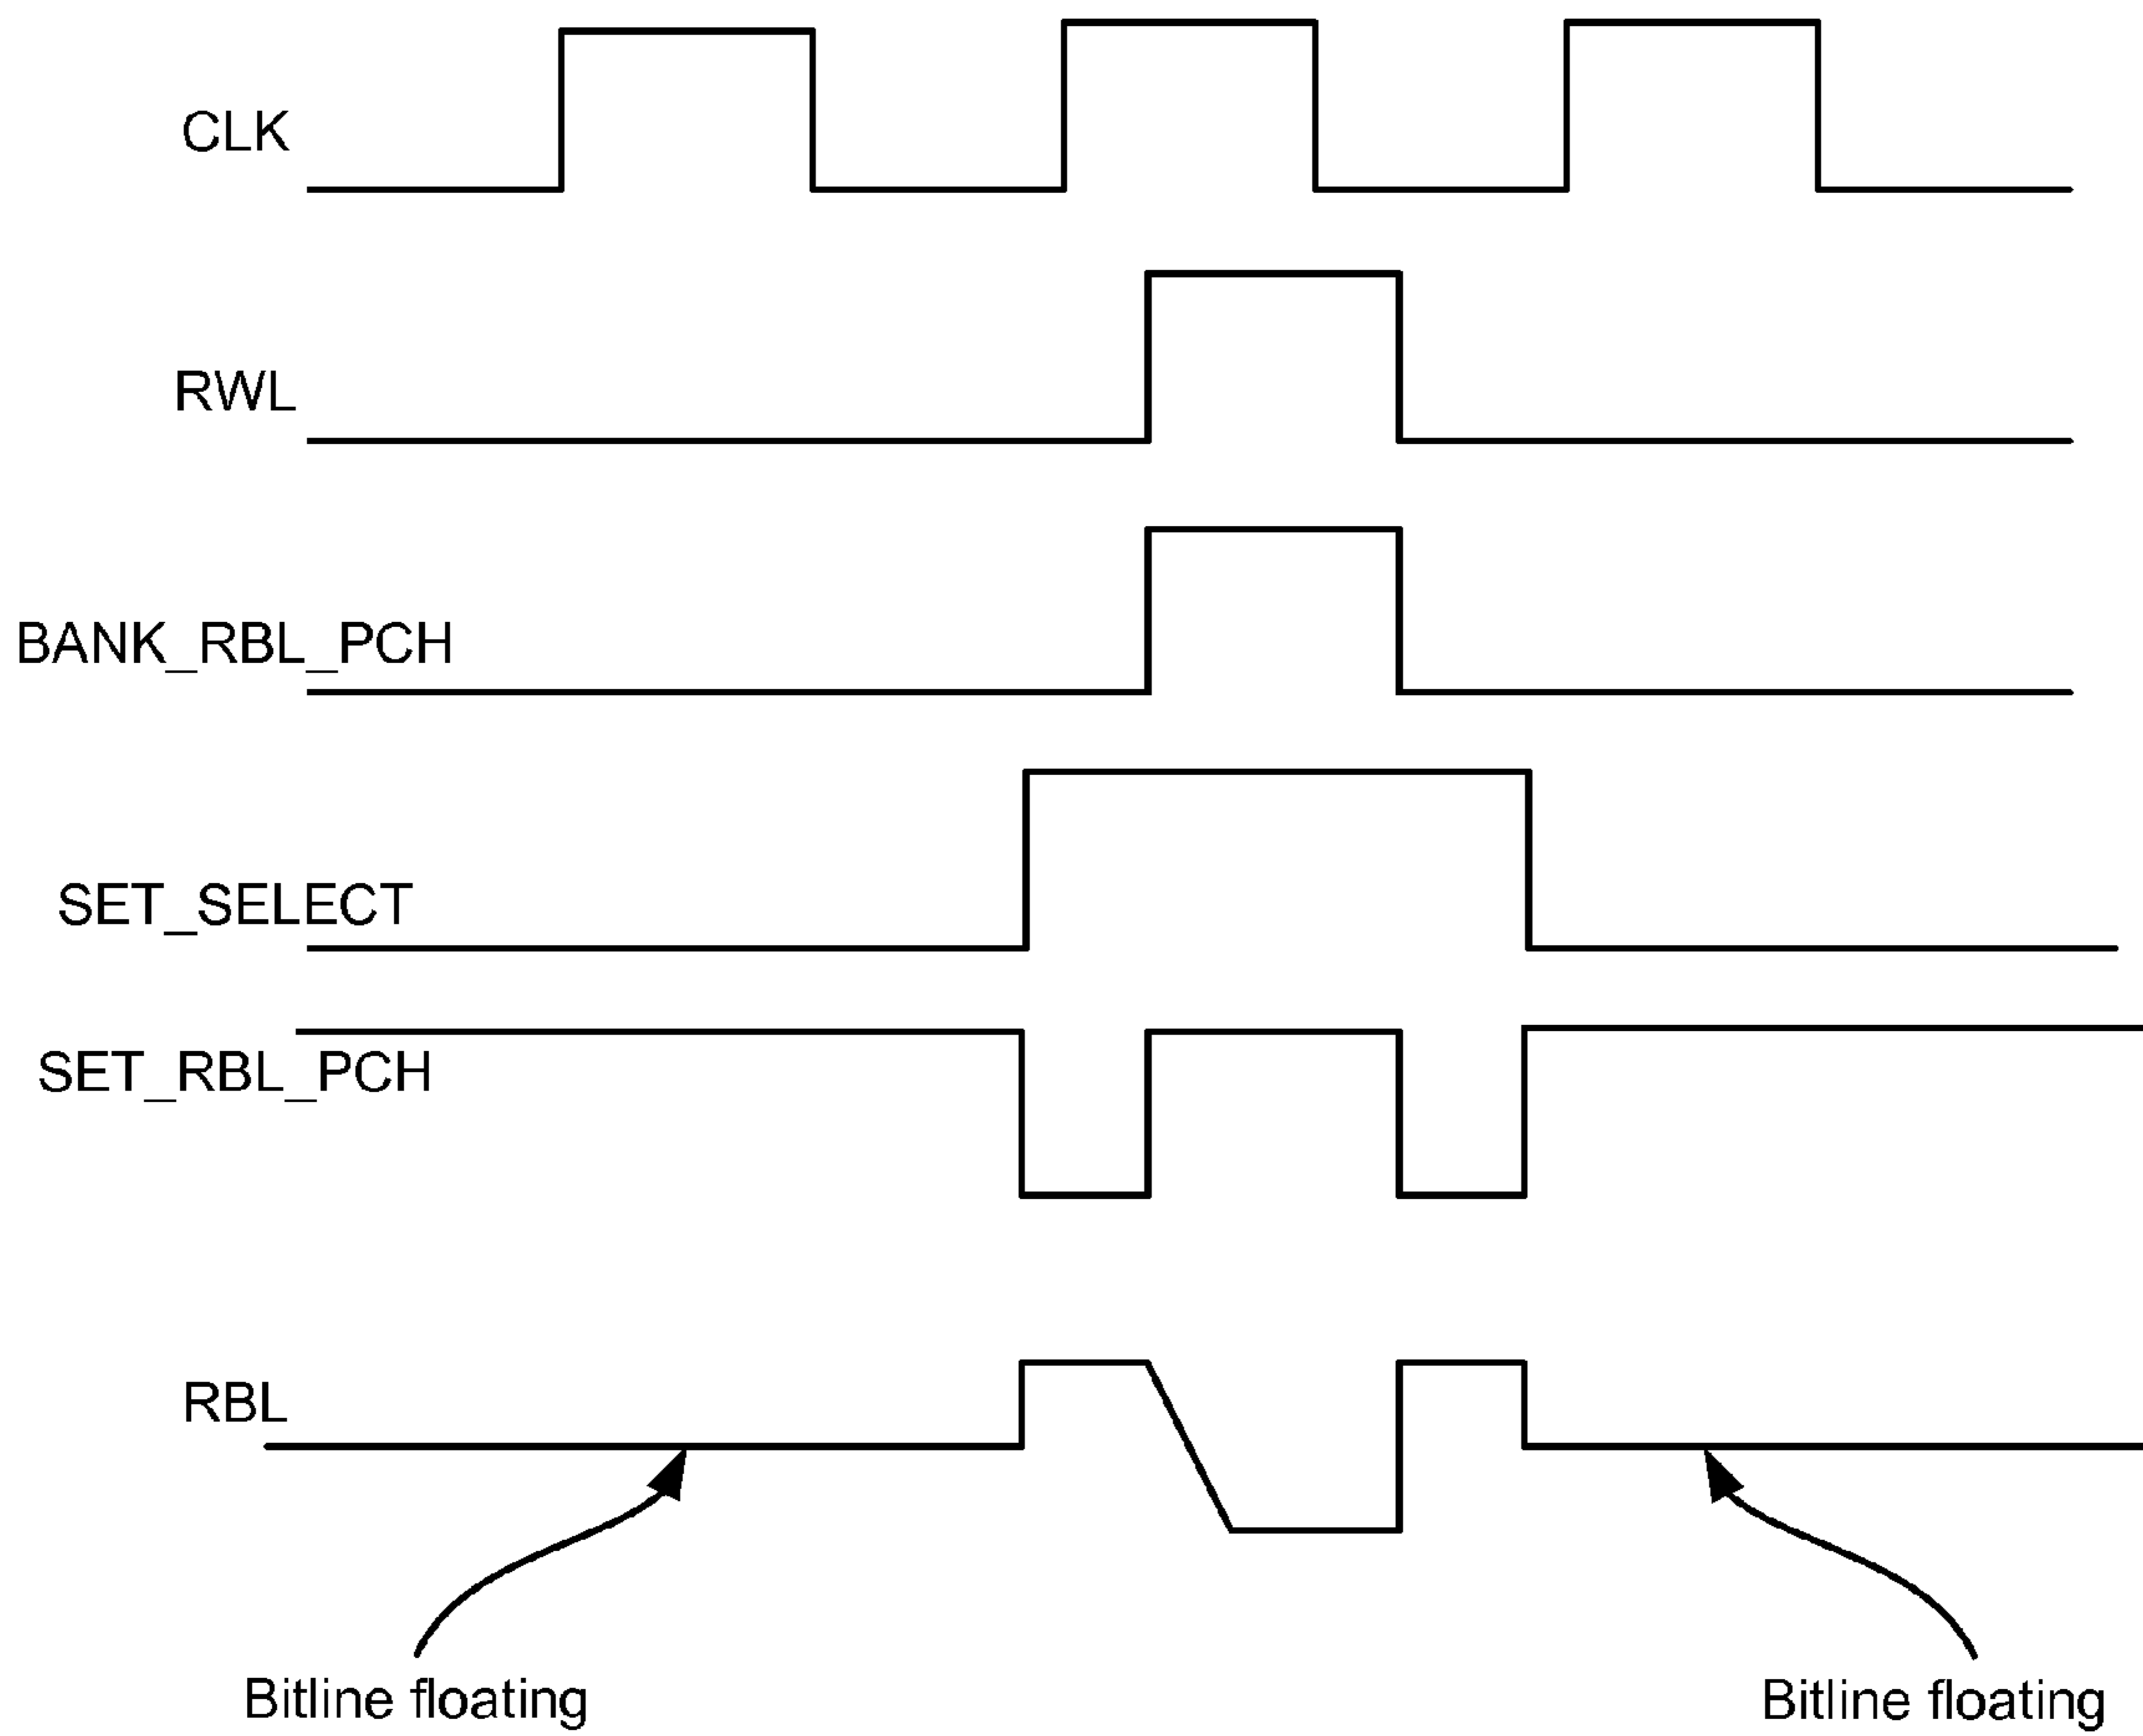 CLK
RWL
BANK_RBL_PCH
SET_SELECT
SET_RBL_PCH
RBL
Bitline floating
Bitline floating